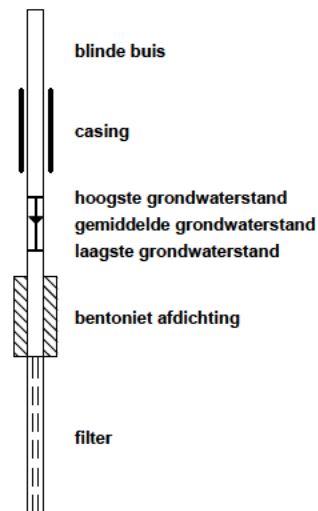 blinde buis
casing
hoogste grondwaterstand
gemiddelde grondwaterstand
laagste grondwaterstand
bentoniet afdichting
filter